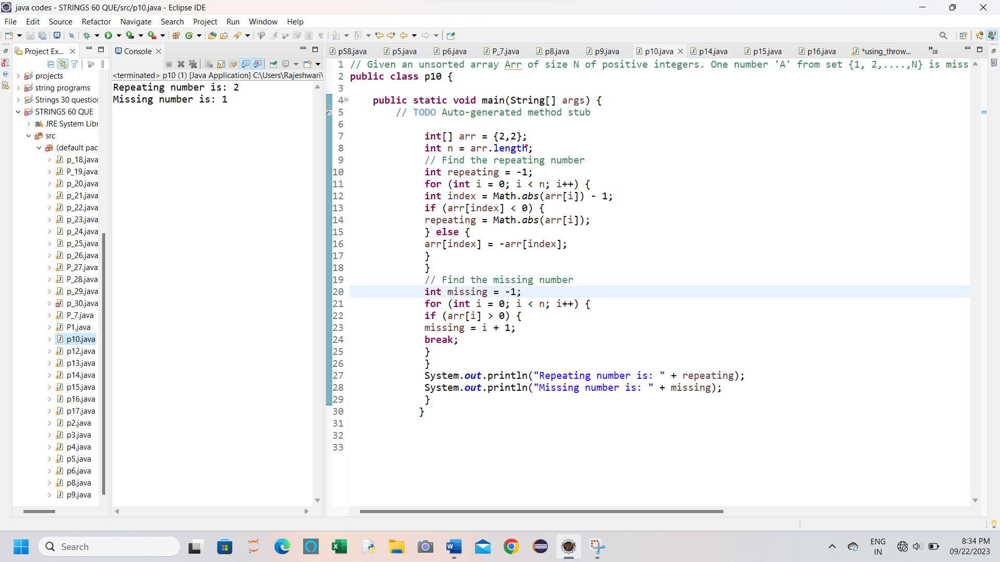 java codes - STRINGS 60 QUE/src/p10.java - Eclipse IDE
File Edit Source Refactor Navigate Search Project Run Window Help
Project Ex...
projects
string programs
Strings 30 question
STRINGS 60 QUE
JRE System Libr
src
(default pac
p_18.java
P_19.java
p_20.java
p_21.java
p_22.java
p_23.java
p_24.java
p_25.java
p_26.java
P_27.java
P_28.java
p_29.java
p_30.java
P_7.java
P1.java
p10.java
p12.java
p13.java
p14.java
p15.java
p16.java
p17.java
p2.java
p3.java
p4.java
p5.java
p6.java
p8.java
p9.java
Console
<terminated> p10 (1) [Java Application] C:\Users\Rajeshwari\
Repeating number is: 2
Missing number is: 1
p58.java p5.java p6.java P_7.java p8.java p9.java p10.java p14.java p15.java p16.java *using_throw... »28
1 // Given an unsorted array Arr of size N of positive integers. One number 'A' from set {1, 2,....,N} is miss
2 public class p10 {
3
4 public static void main(String[] args) {
5 // TODO Auto-generated method stub
6
7 int[] arr = {2,2};
8 int n = arr.length;
9 // Find the repeating number
10 int repeating = -1;
11 for (int i = 0; i < n; i++) {
12 int index = Math.abs(arr[i]) - 1;
13 if (arr[index] < 0) {
14 repeating = Math.abs(arr[i]);
15 } else {
16 arr[index] = -arr[index];
17 }
18 }
19 // Find the missing number
20 int missing = -1;
21 for (int i = 0; i < n; i++) {
22 if (arr[i] > 0) {
23 missing = i + 1;
24 break;
25 }
26 }
27 System.out.println("Repeating number is: " + repeating);
28 System.out.println("Missing number is: " + missing);
29 }
30 }
31
32
33
Search
ENG
IN
8:34 PM
09/22/2023